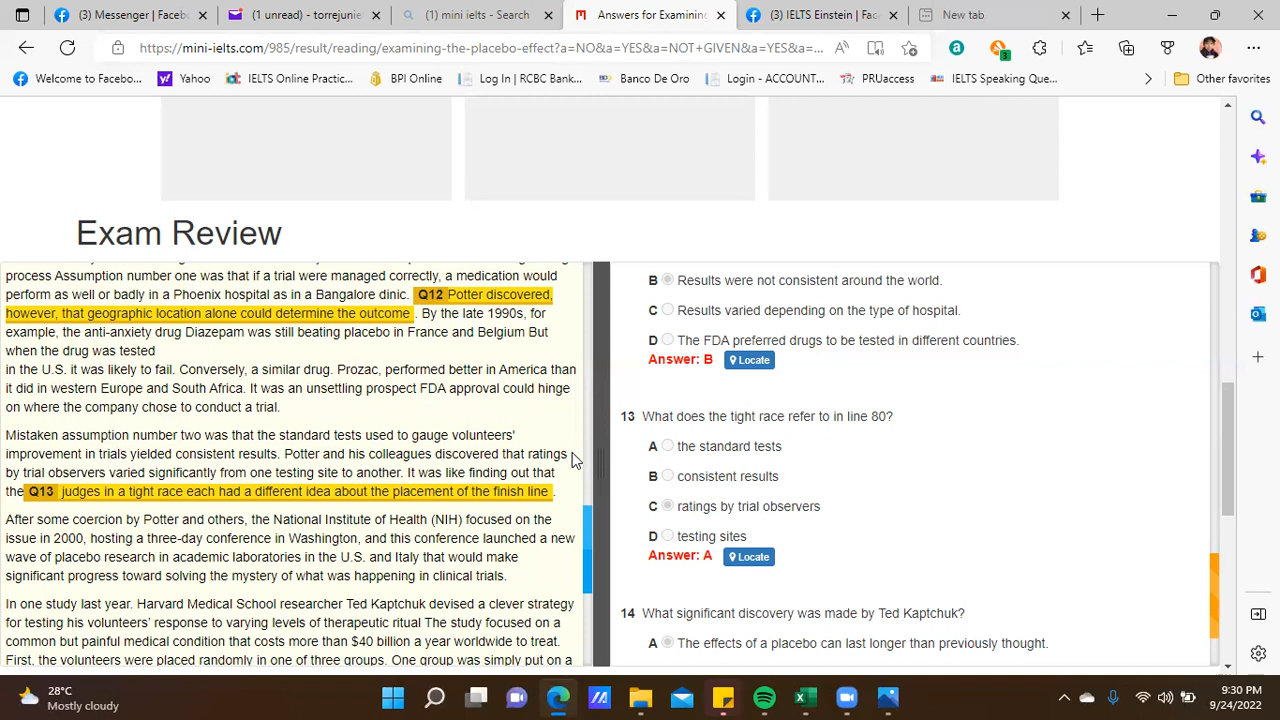 (3) Messenger | Faceb
(1 unread) - torrejunie
(1) mini ielts - Search
Answers for Examining
(3) IELTS Einstein | Fac
New tab
https://mini-ielts.com/985/result/reading/examining-the-placebo-effect?a=NO&a=YES&a=NOT+GIVEN&a=YES&a=...
3
Welcome to Facebo...
Yahoo
IELTS Online Practic...
BPI Online
Log In | RCBC Bank...
Banco De Oro
Login - ACCOUNT...
PRUaccess
IELTS Speaking Que...
Other favorites
Exam Review
process Assumption number one was that if a trial were managed correctly, a medication would
perform as well or badly in a Phoenix hospital as in a Bangalore dinic. Q12 Potter discovered,
however, that geographic location alone could determine the outcome . By the late 1990s, for
example, the anti-anxiety drug Diazepam was still beating placebo in France and Belgium But
when the drug was tested
in the U.S. it was likely to fail. Conversely, a similar drug. Prozac, performed better in America than
it did in western Europe and South Africa. It was an unsettling prospect FDA approval could hinge
on where the company chose to conduct a trial.
Mistaken assumption number two was that the standard tests used to gauge volunteers'
improvement in trials yielded consistent results. Potter and his colleagues discovered that ratings
by trial observers varied significantly from one testing site to another. It was like finding out that
the Q13 judges in a tight race each had a different idea about the placement of the finish line .
After some coercion by Potter and others, the National Institute of Health (NIH) focused on the
issue in 2000, hosting a three-day conference in Washington, and this conference launched a new
wave of placebo research in academic laboratories in the U.S. and Italy that would make
significant progress toward solving the mystery of what was happening in clinical trials.
In one study last year. Harvard Medical School researcher Ted Kaptchuk devised a clever strategy
for testing his volunteers' response to varying levels of therapeutic ritual The study focused on a
common but painful medical condition that costs more than $40 billion a year worldwide to treat.
First, the volunteers were placed randomly in one of three groups. One group was simply put on a
B Results were not consistent around the world.
C Results varied depending on the type of hospital.
D The FDA preferred drugs to be tested in different countries.
Answer: B Locate
13 What does the tight race refer to in line 80?
A the standard tests
B consistent results
C ratings by trial observers
D testing sites
Answer: A Locate
14 What significant discovery was made by Ted Kaptchuk?
A The effects of a placebo can last longer than previously thought.
28°C
Mostly cloudy
9:30 PM
9/24/2022